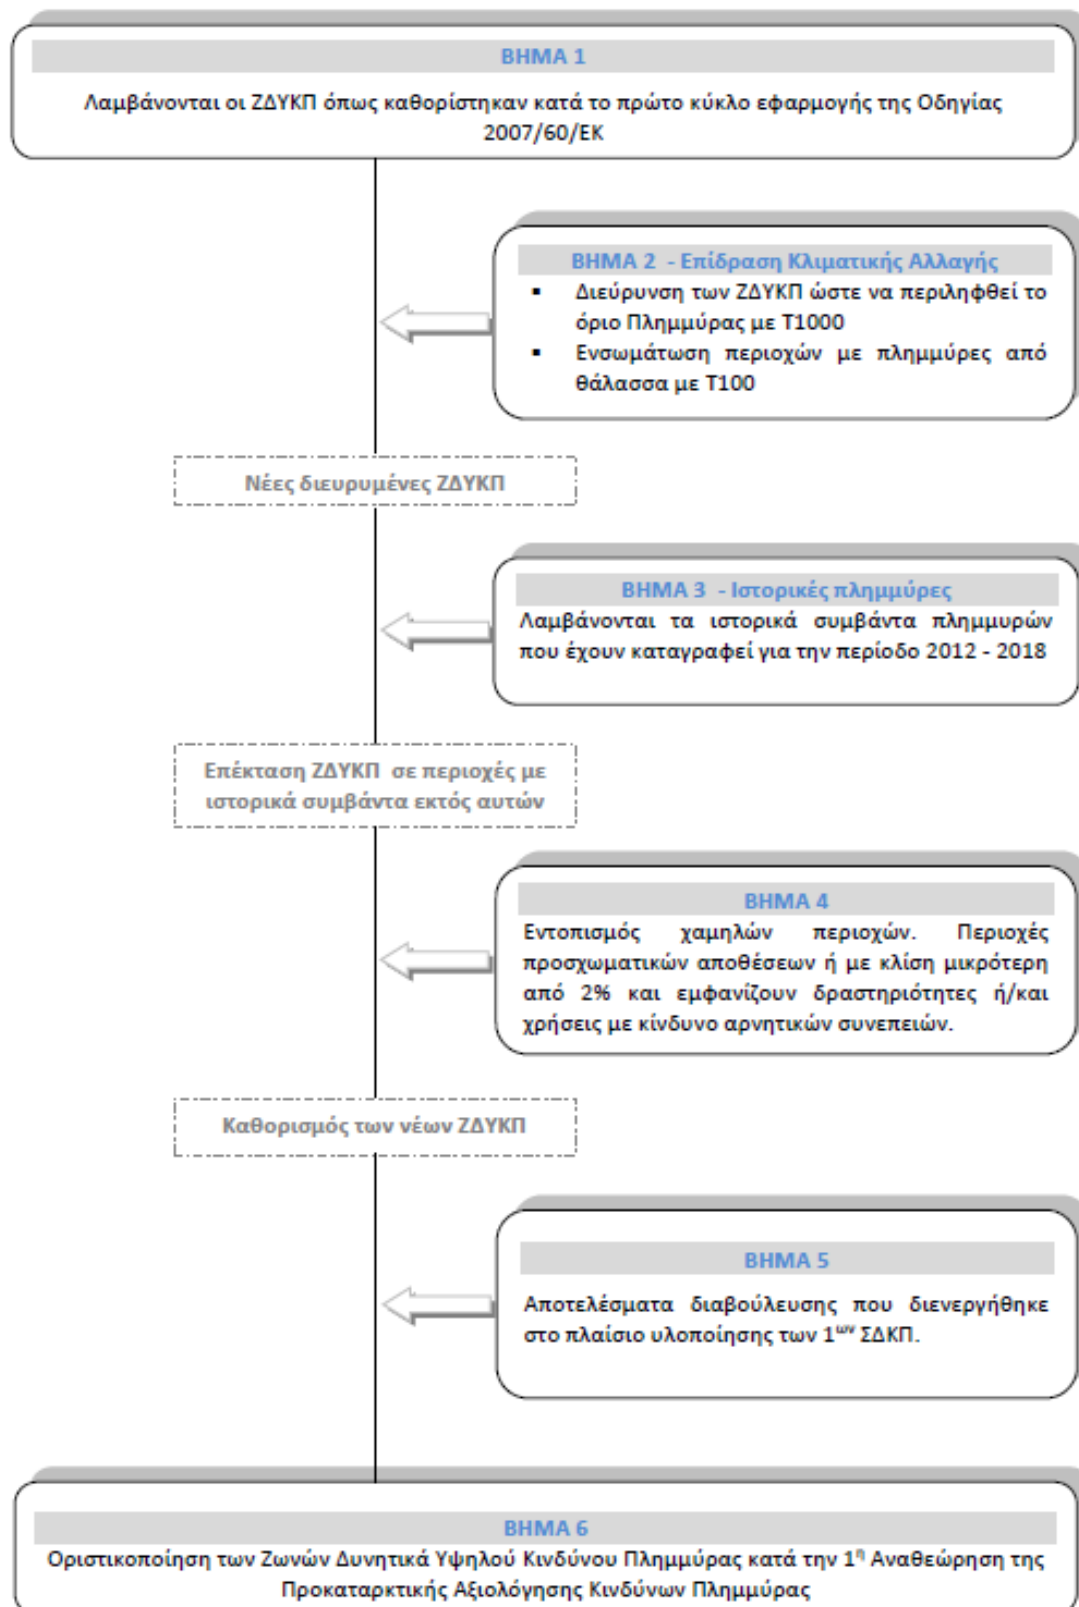 ΒΗΜΑ 1
Λαμβάνονται οι ΖΔΥΚΠ όπως καθορίστηκαν κατά το πρώτο κύκλο εφαρμογής της Οδηγίας
2007/60/ΕΚ
ΒΗΜΑ 2 - Επίδραση Κλιματικής Αλλαγής
▪ Διεύρυνση των ΖΔΥΚΠ ώστε να περιληφθεί το
όριο Πλημμύρας με Τ1000
▪ Ενσωμάτωση περιοχών με πλημμύρες από
θάλασσα με Τ100
Νέες διευρυμένες ΖΔΥΚΠ
ΒΗΜΑ 3 - Ιστορικές πλημμύρες
Λαμβάνονται τα ιστορικά συμβάντα πλημμυρών
που έχουν καταγραφεί για την περίοδο 2012 - 2018
Επέκταση ΖΔΥΚΠ σε περιοχές με
ιστορικά συμβάντα εκτός αυτών
ΒΗΜΑ 4
Εντοπισμός χαμηλών περιοχών. Περιοχές
προσχωματικών αποθέσεων ή με κλίση μικρότερη
από 2% και εμφανίζουν δραστηριότητες ή/και
χρήσεις με κίνδυνο αρνητικών συνεπειών.
Καθορισμός των νέων ΖΔΥΚΠ
ΒΗΜΑ 5
Αποτελέσματα διαβούλευσης που διενεργήθηκε
στο πλαίσιο υλοποίησης των 1ων ΣΔΚΠ.
ΒΗΜΑ 6
Οριστικοποίηση των Ζωνών Δυνητικά Υψηλού Κινδύνου Πλημμύρας κατά την 1η Αναθεώρηση της
Προκαταρκτικής Αξιολόγησης Κινδύνων Πλημμύρας